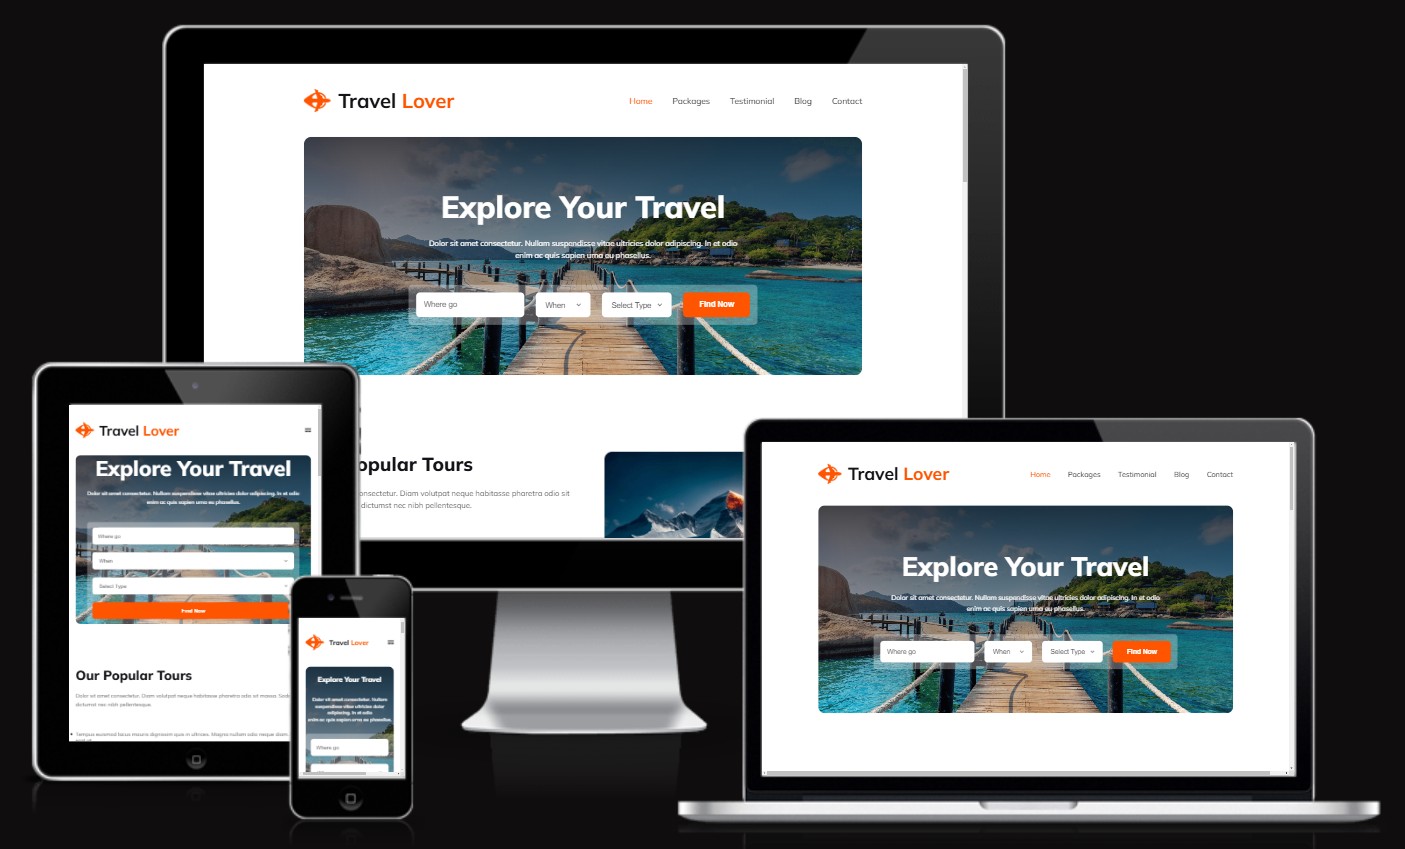 Travel Lover
Home Packages Testimonial Blog Contact
Explore Your Travel
Dolor sit amet consectetur. Nullam suspendisse vitae ultricies dolor adipiscing. In et odio
enim ac quis sapien urna eu phasellus.
Where go When Select Type Find Now
opular Tours
onsectetur. Diam volutpat neque habitasse pharetra odio sit
dictumst nec nibh pellentesque.
Travel Lover
Explore Your Travel
Dolor sit amet consectetur. Nullam suspendisse vitae ultricies dolor adipiscing. In et odio
enim ac quis sapien urna eu phasellus.
Where go
When
Select Type
Find Now
Our Popular Tours
Dolor sit amet consectetur. Diam volutpat neque habitasse pharetra odio sit massa. Soda
dictumst nec nibh pellentesque.
Tempus euismod lacus mauris dignissim quis in ultricies. Magna nullam odio neque diam
Travel Lover
Explore Your Travel
Dolor sit amet consectetur. Nullam
suspendisse vitae ultricies dolor
adipiscing. In et odio
enim ac quis sapien urna eu phasellus.
Where go
Travel Lover
Home Packages Testimonial Blog Contact
Explore Your Travel
Dolor sit amet consectetur. Nullam suspendisse vitae ultricies dolor adipiscing. In et odio
enim ac quis sapien urna eu phasellus.
Where go When Select Type Find Now